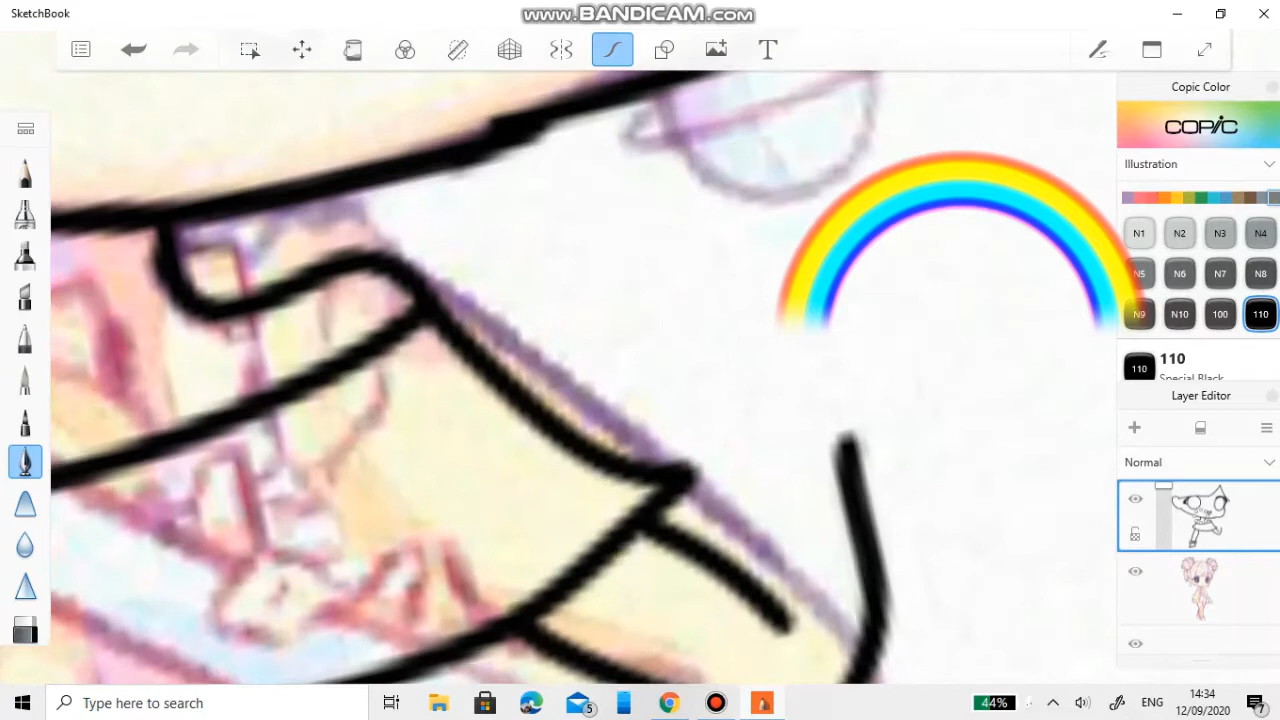 SketchBook
www.BANDICAM.com
T
Copic Color
COPIC
Illustration
N1 N2 N3 N4
N5 N6 N7 N8
N9 N10 100 110
110 110
Special Black
Layer Editor
Normal
Type here to search
5
44%
ENG
14:34
12/09/2020
7